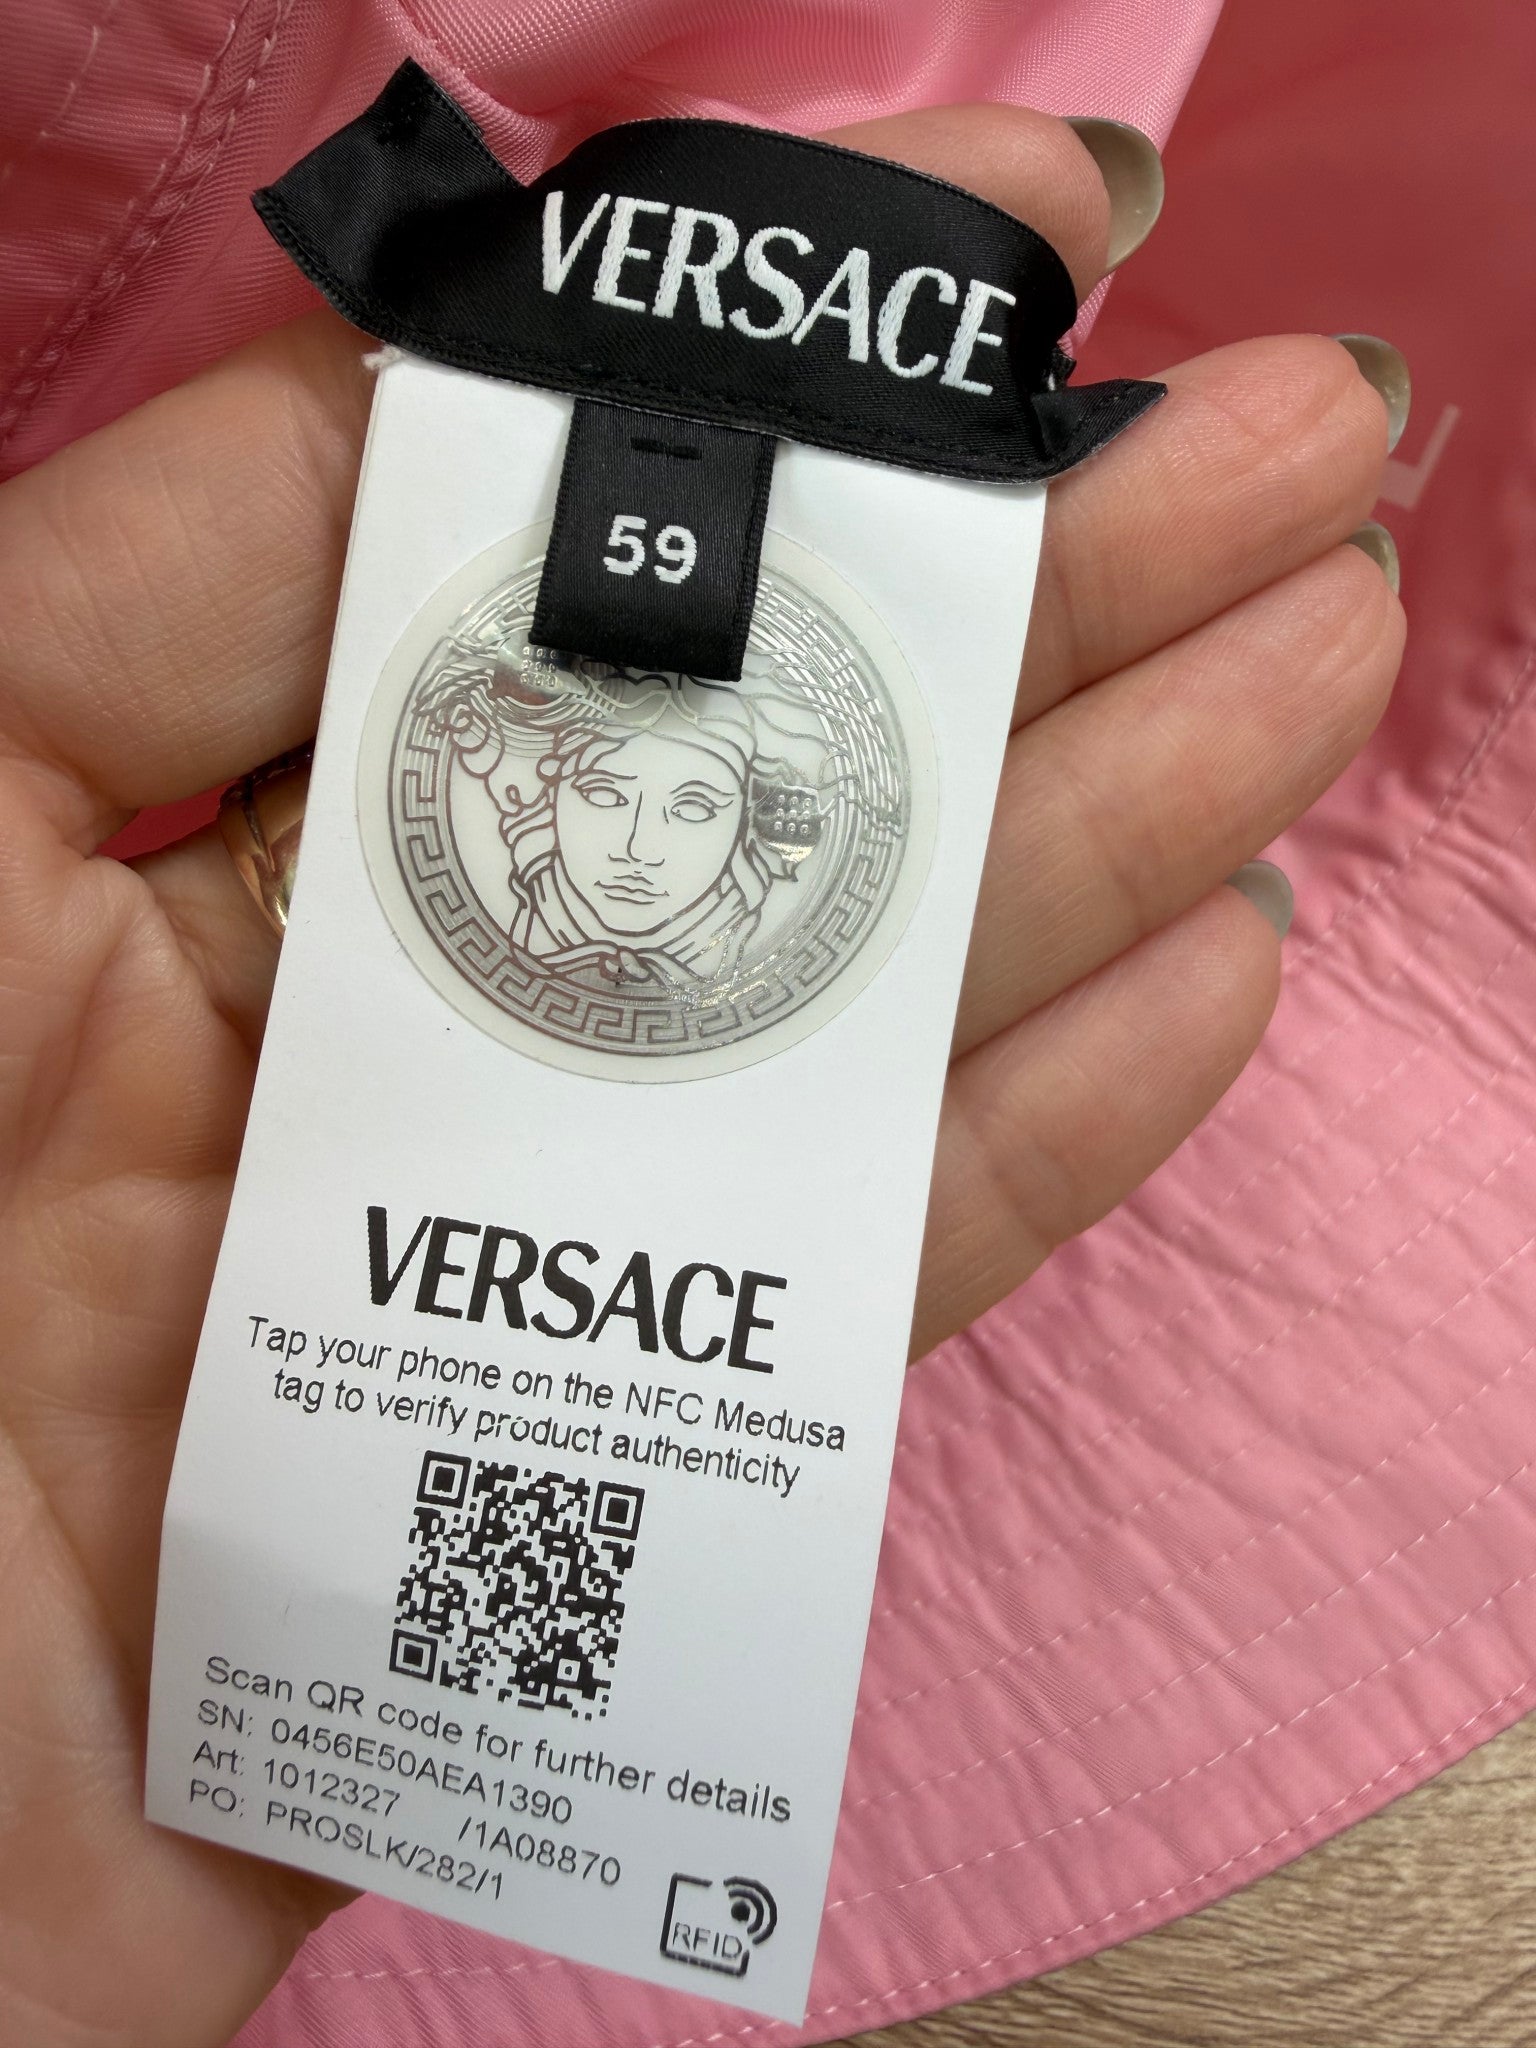 VERSACE
59
VERSACE
Tap your phone on the NFC Medusa
tag to verify product authenticity
Scan QR code for further details
SN: 0456E50AEA1390
Art: 1012327 /1A08870
PO: PROSLK/282/1
RFID